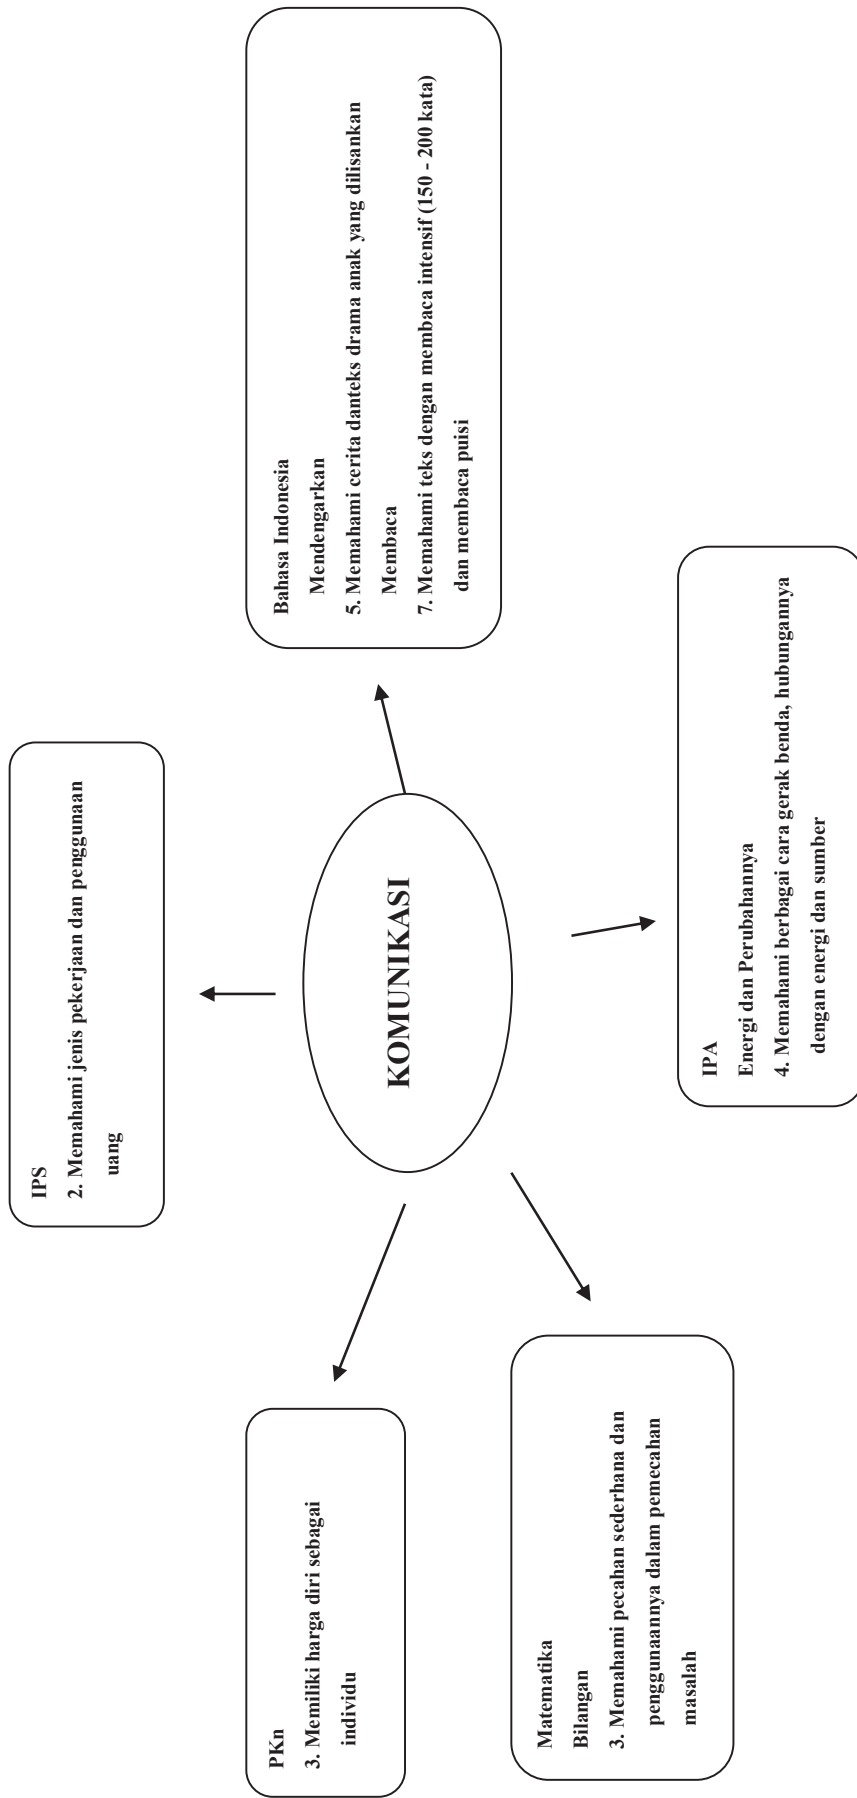 IPS
2. Memahami jenis pekerjaan dan penggunaan
uang
PKn
3. Memiliki harga diri sebagai
individu
KOMUNIKASI
Bahasa Indonesia
Mendengarkan
5. Memahami cerita danteks drama anak yang dilisankan
Membaca
7. Memahami teks dengan membaca intensif (150 - 200 kata)
dan membaca puisi
Matematika
Bilangan
3. Memahami pecahan sederhana dan
penggunaannya dalam pemecahan
masalah
IPA
Energi dan Perubahannya
4. Memahami berbagai cara gerak benda, hubungannya
dengan energi dan sumber